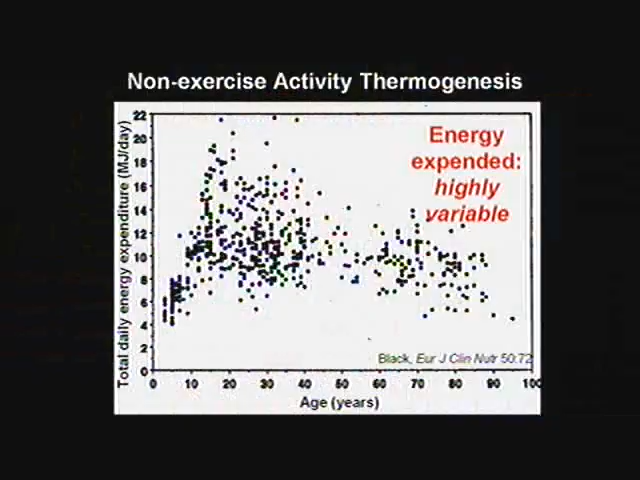 Non-exercise Activity Thermogenesis
Total daily energy expenditure (MJ/day)
22
20
18
16
14
12
10
8
6
4
2
0
Energy
expended:
highly
variable
Black, Eur J Clin Nutr 50:72
0 10 20 30 40 50 60 70 80 90 100
Age (years)